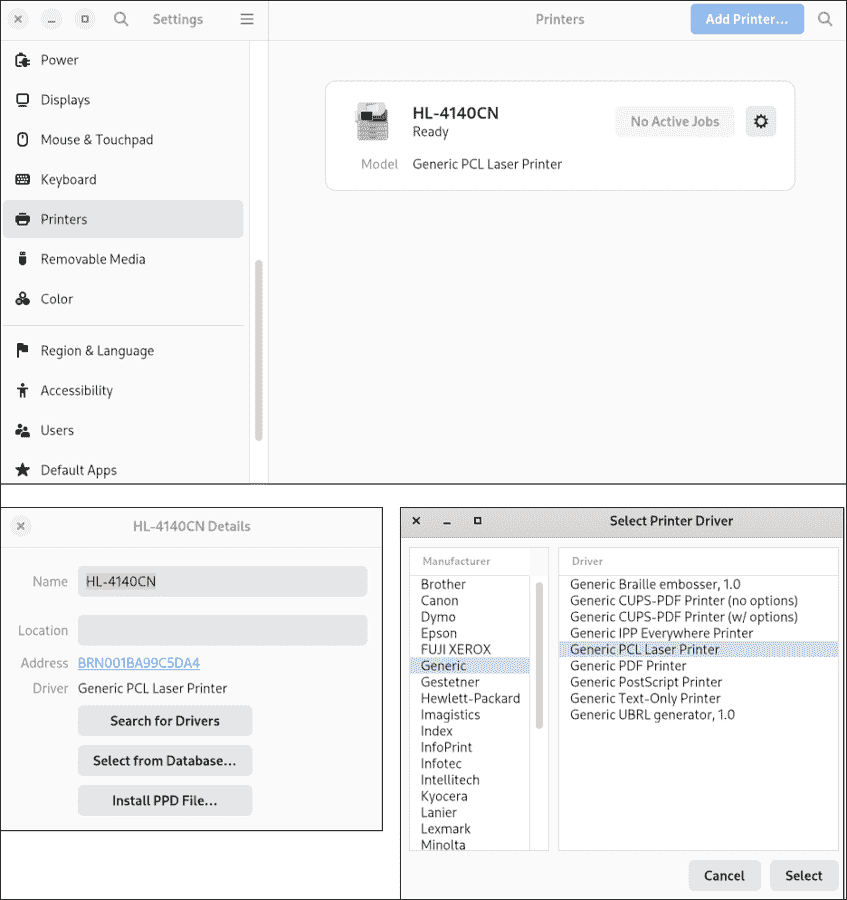 Settings
Printers
Add Printer...
Power
Displays
Mouse & Touchpad
Keyboard
Printers
Removable Media
Color
Region & Language
Accessibility
Users
Default Apps
HL-4140CN
Ready
No Active Jobs
Model Generic PCL Laser Printer
HL-4140CN Details
Name HL-4140CN
Location
Address BRN001BA99C5DA4
Driver Generic PCL Laser Printer
Search for Drivers
Select from Database...
Install PPD File...
Select Printer Driver
Manufacturer
Brother
Canon
Dymo
Epson
FUJI XEROX
Generic
Gestetner
Hewlett-Packard
Imagistics
Index
InfoPrint
Infotec
Intellitech
Kyocera
Lanier
Lexmark
Minolta
Driver
Generic Braille embosser, 1.0
Generic CUPS-PDF Printer (no options)
Generic CUPS-PDF Printer (w/ options)
Generic IPP Everywhere Printer
Generic PCL Laser Printer
Generic PDF Printer
Generic PostScript Printer
Generic Text-Only Printer
Generic UBRL generator, 1.0
Cancel
Select